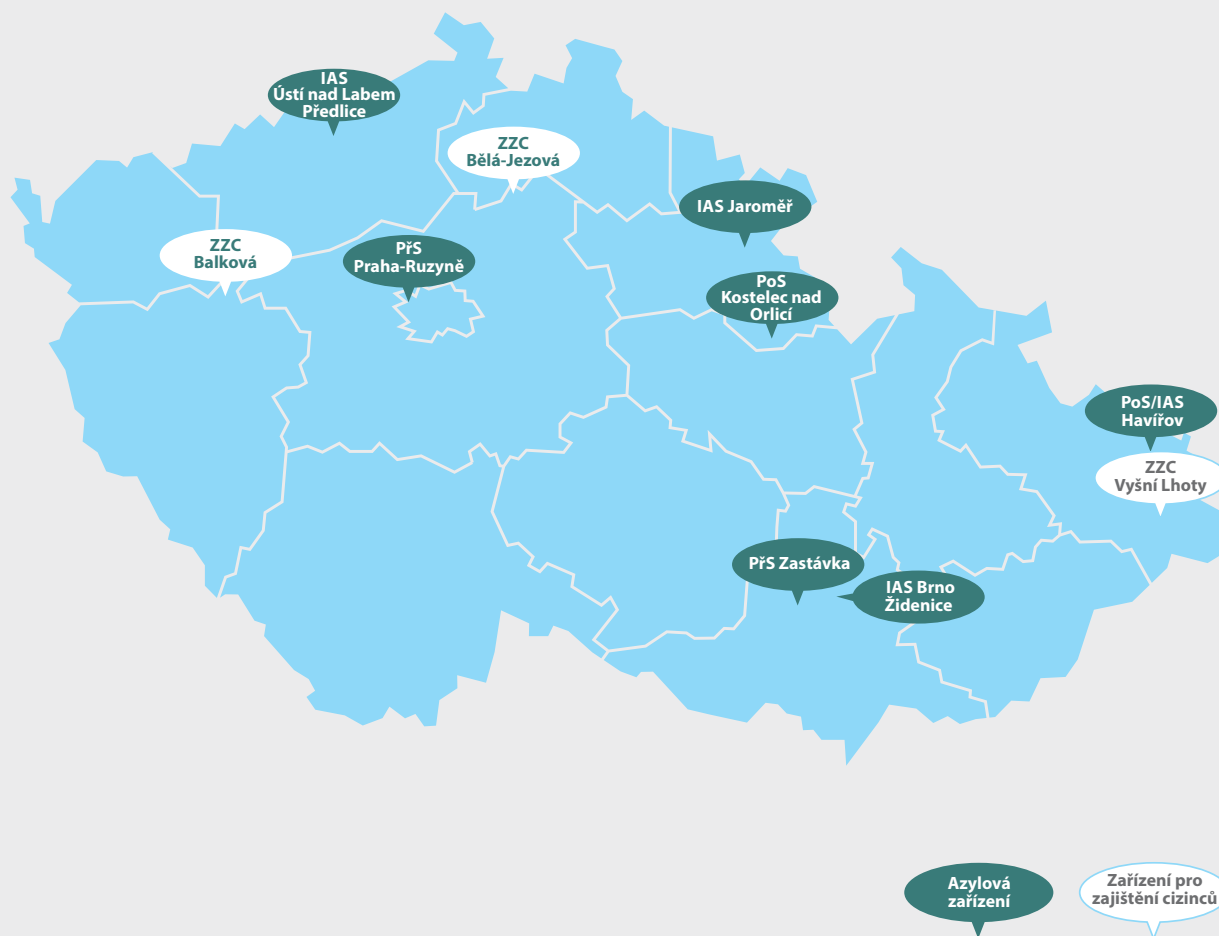 IAS
Ústí nad Labem
Předlice
ZZC
Bělá-Jezová
IAS Jaroměř
ZZC
Balková
PřS
Praha-Ruzyně
PoS
Kostelec nad
Orlicí
PoS/IAS
Havířov
ZZC
Vyšní Lhoty
PřS Zastávka
IAS Brno
Židenice
Azylová
zařízení
Zařízení pro
zajištění cizinců